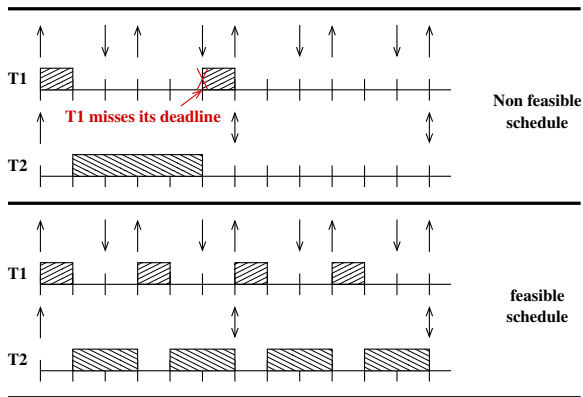 T1
T1 misses its deadline
Non feasible
schedule
T2
T1
feasible
schedule
T2